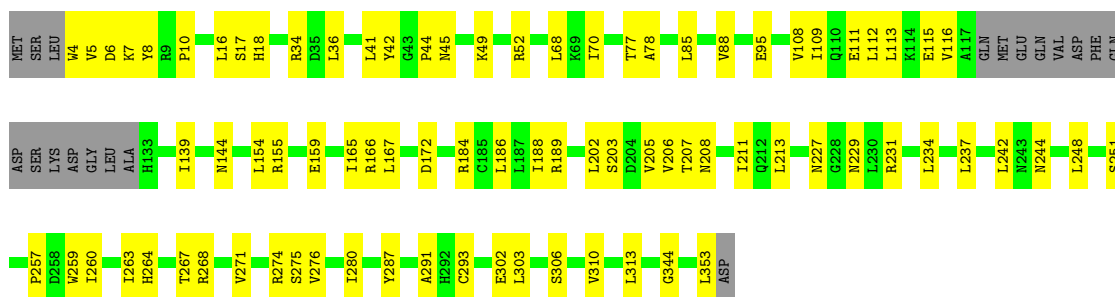 MET SER LEU W4 V5 D6 K7 Y8 R9 P10 L16 S17 H18 R34 D35 L36 L41 Y42 G43 P44 N45 K49 R52 L68 K69 I70 T77 A78 L85 V88 E95 V108 I109 Q110 E111 L112 L113 K114 E115 V116 A117 GLN MET GLU GLN VAL ASP PHE GLN
ASP SER LYS ASP GLY LEU ALA H133 I139 N144 L154 R155 E159 I165 R166 L167 D172 R184 C185 L186 L187 I188 R189 L202 S203 D204 V205 V206 T207 N208 I211 Q212 L213 N227 G228 N229 L230 R231 L234 L237 L242 N243 N244 L248 S251
P257 D258 W259 I260 I263 H264 T267 R268 V271 R274 S275 V276 I280 Y287 A291 H292 C293 E302 L303 S306 V310 L313 G344 L353 ASP